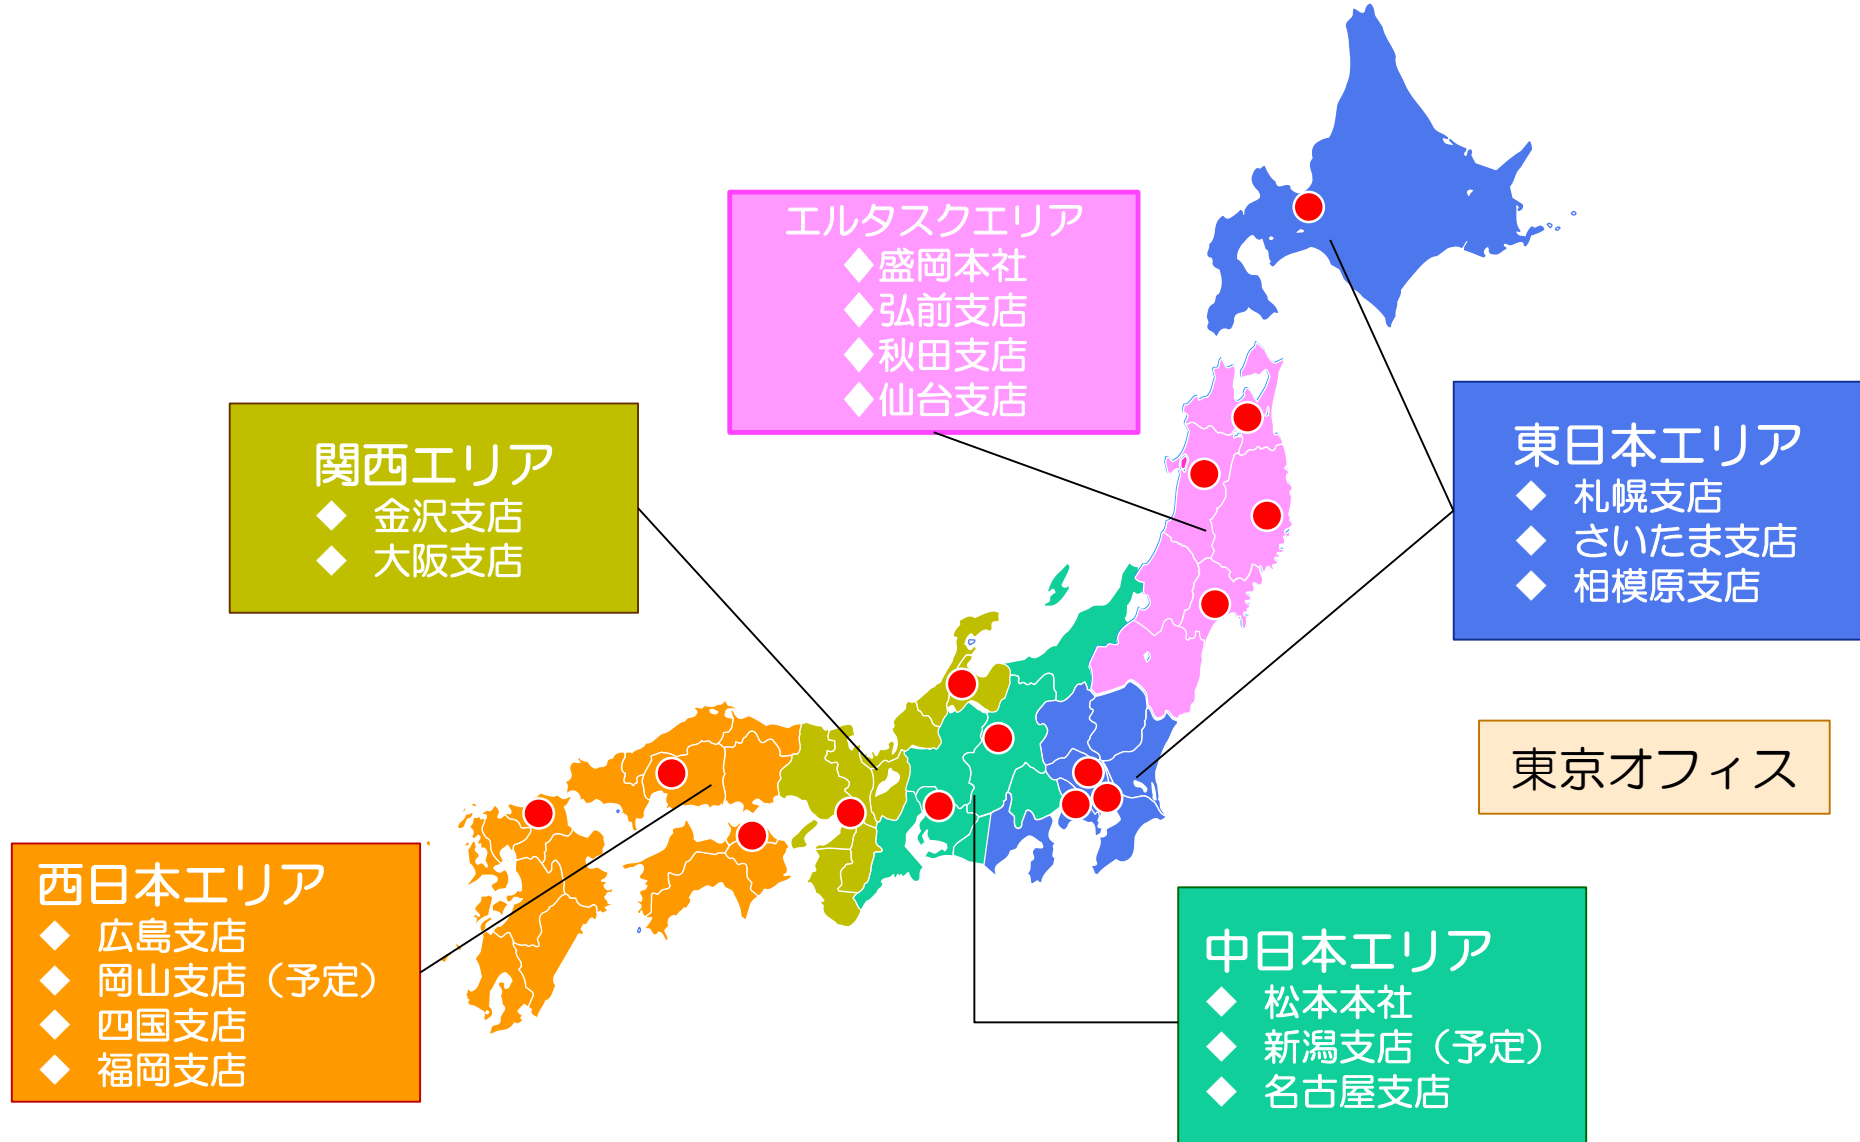 エルタスクエリア
◆盛岡本社
◆弘前支店
◆秋田支店
◆仙台支店
関西エリア
◆ 金沢支店
◆ 大阪支店
東日本エリア
◆ 札幌支店
◆ さいたま支店
◆ 相模原支店
東京オフィス
西日本エリア
◆ 広島支店
◆ 岡山支店（予定）
◆ 四国支店
◆ 福岡支店
中日本エリア
◆ 松本本社
◆ 新潟支店（予定）
◆ 名古屋支店